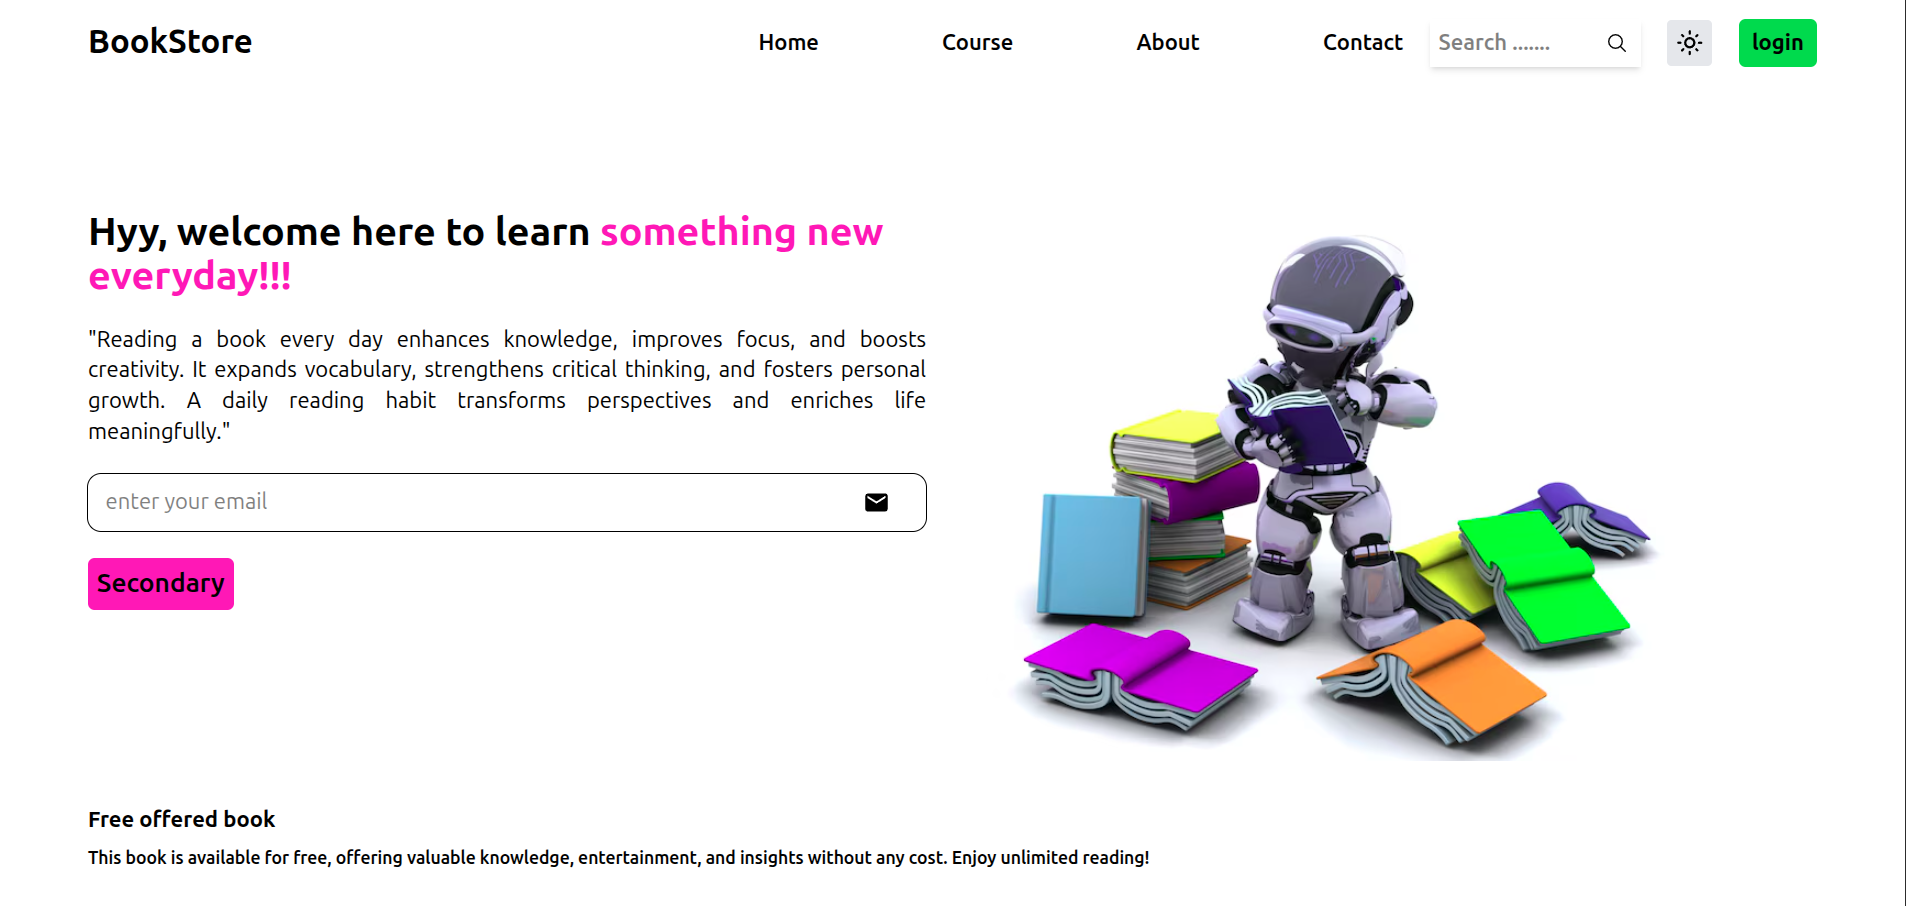 BookStore
Home Course About Contact Search ....... login
Hyy, welcome here to learn something new
everyday!!!
"Reading a book every day enhances knowledge, improves focus, and boosts
creativity. It expands vocabulary, strengthens critical thinking, and fosters personal
growth. A daily reading habit transforms perspectives and enriches life
meaningfully."
enter your email
Secondary
Free offered book
This book is available for free, offering valuable knowledge, entertainment, and insights without any cost. Enjoy unlimited reading!